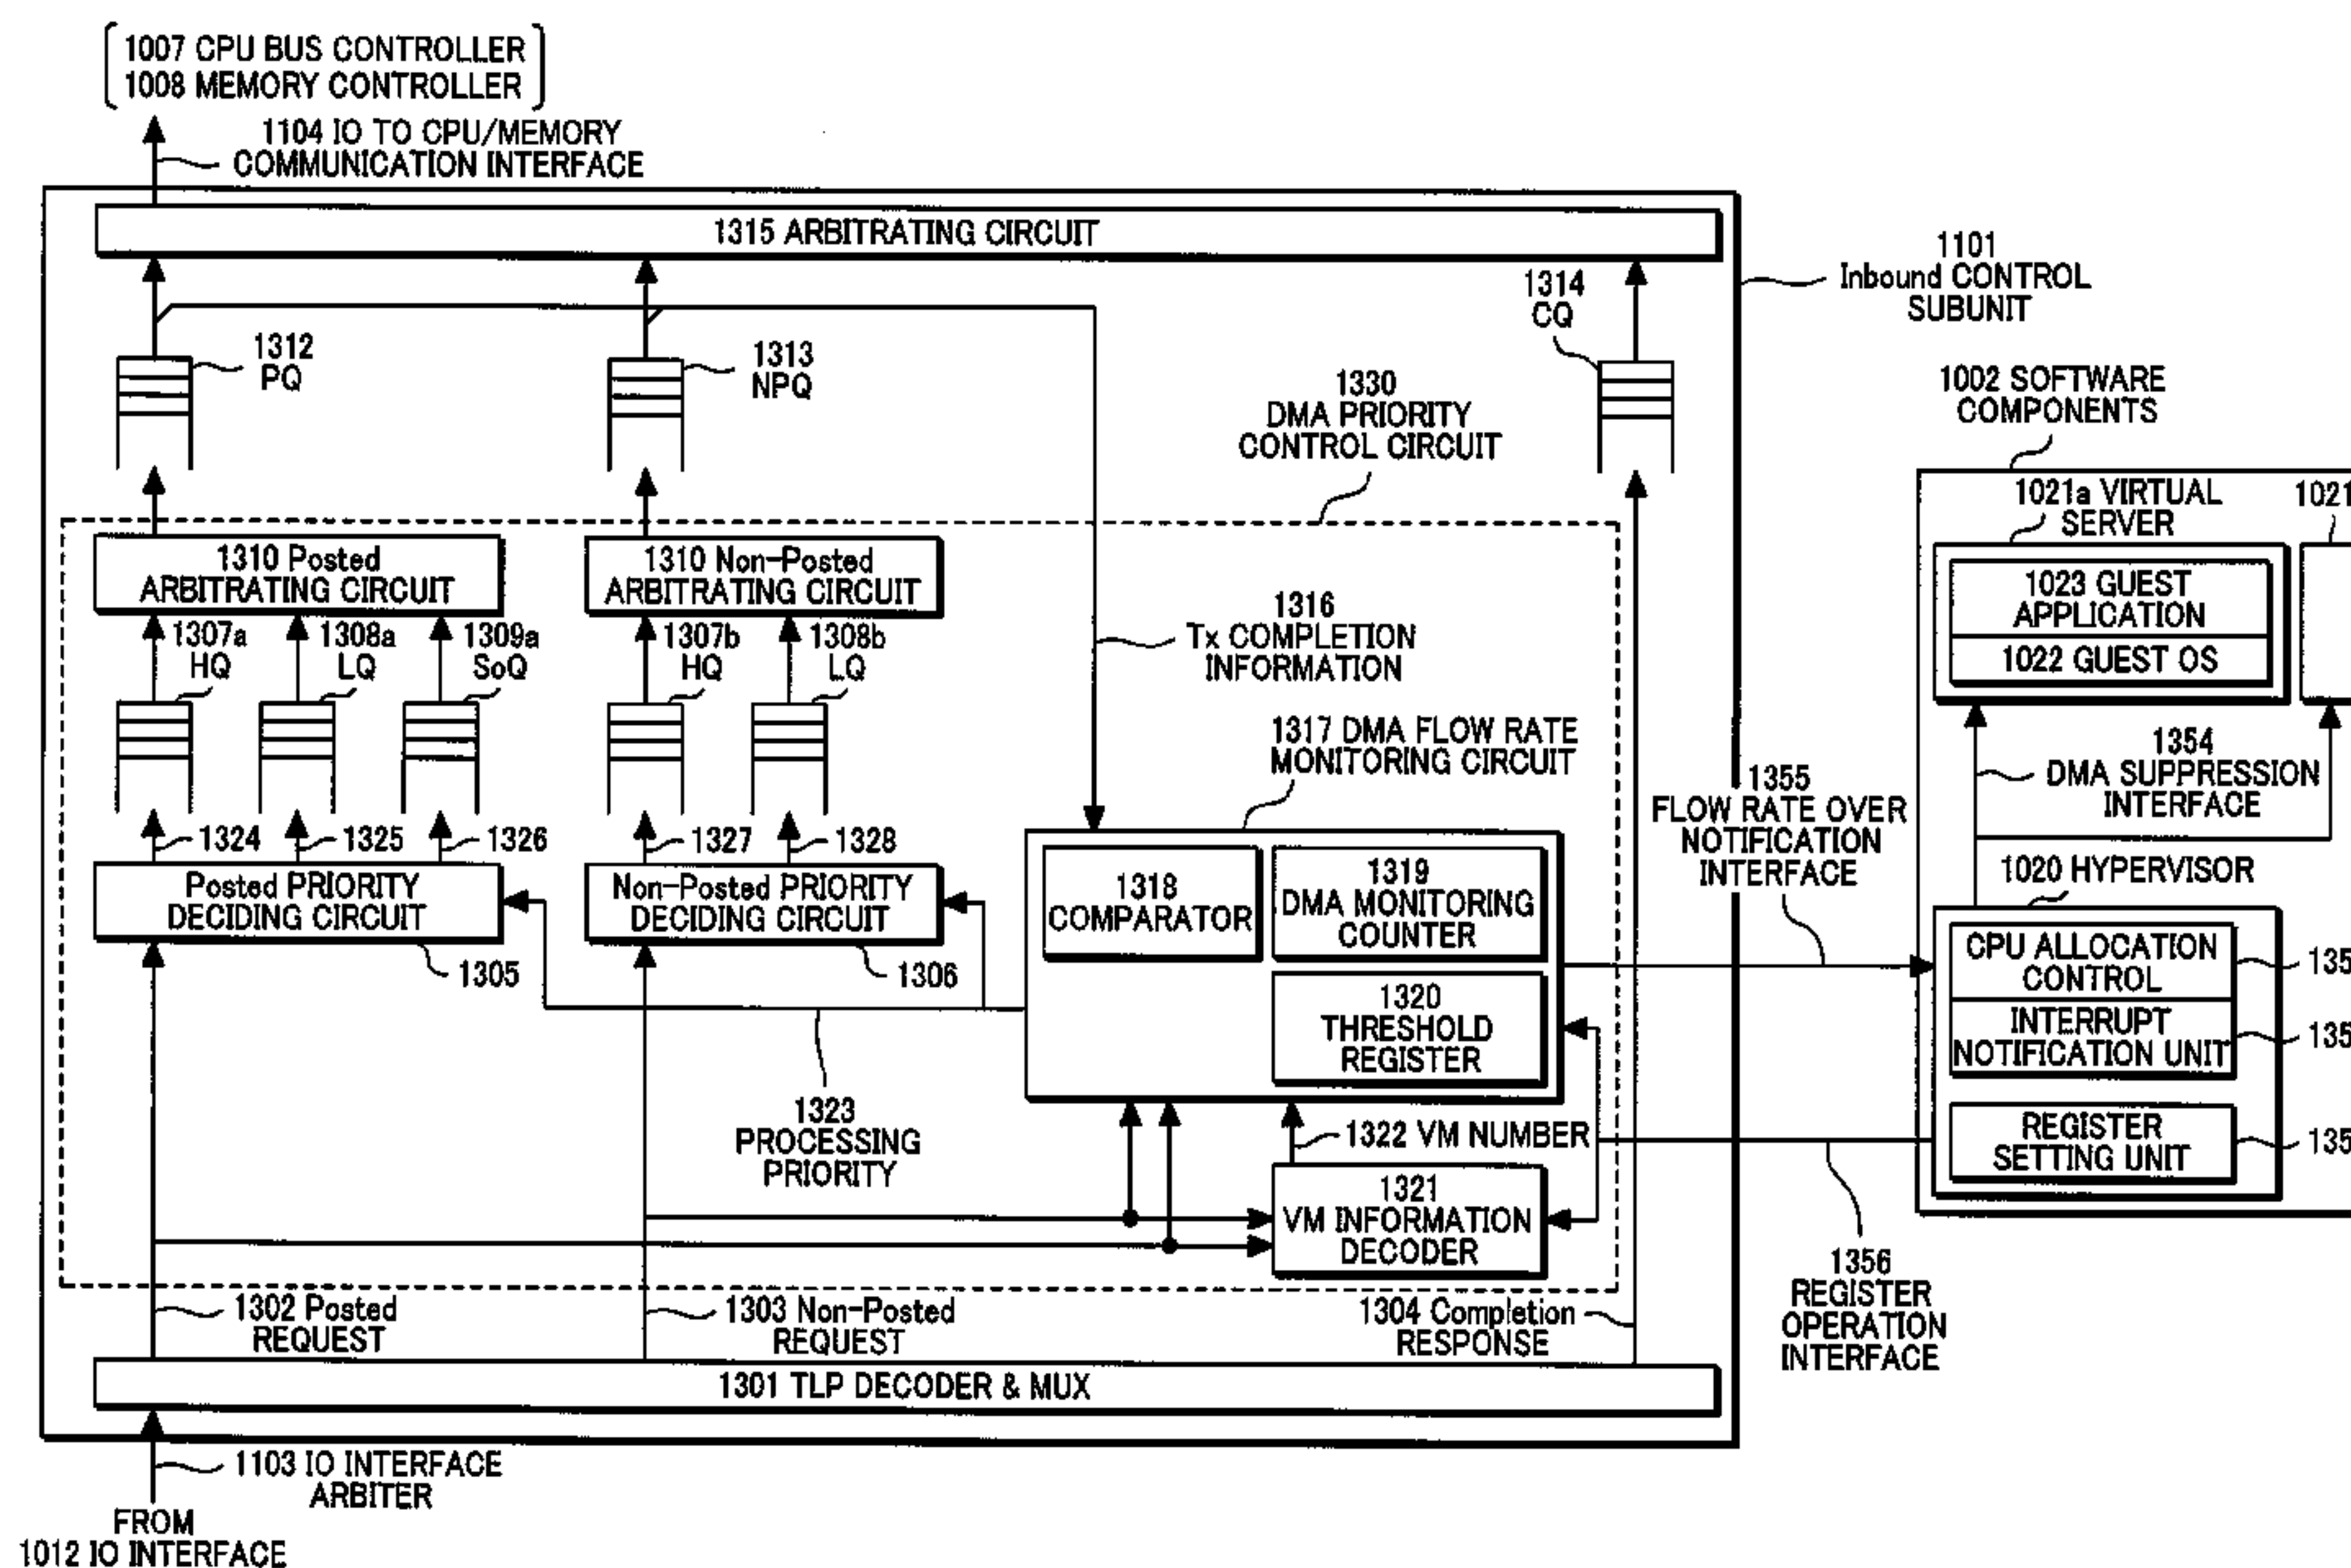 1007 CPU BUS CONTROLLER
1008 MEMORY CONTROLLER
1104 IO TO CPU/MEMORY
COMMUNICATION INTERFACE
1315 ARBITRATING CIRCUIT
1101
Inbound CONTROL
SUBUNIT
1314
CQ
1312
PQ
1313
NPQ
1330
DMA PRIORITY
CONTROL CIRCUIT
1002 SOFTWARE
COMPONENTS
1021a VIRTUAL
SERVER
1021
1310 Posted
ARBITRATING CIRCUIT
1310 Non-Posted
ARBITRATING CIRCUIT
1023 GUEST
APPLICATION
1022 GUEST OS
1316
Tx COMPLETION
INFORMATION
1307a
HQ
1308a
LQ
1309a
SoQ
1307b
HQ
1308b
LQ
1317 DMA FLOW RATE
MONITORING CIRCUIT
1354
DMA SUPPRESSION
INTERFACE
1355
FLOW RATE OVER
NOTIFICATION
INTERFACE
1324
1325
1326
1327
1328
Posted PRIORITY
DECIDING CIRCUIT
1305
Non-Posted PRIORITY
DECIDING CIRCUIT
1306
1318
COMPARATOR
1319
DMA MONITORING
COUNTER
1320
THRESHOLD
REGISTER
1020 HYPERVISOR
CPU ALLOCATION
CONTROL
135
INTERRUPT
NOTIFICATION UNIT
135
REGISTER
SETTING UNIT
135
1323
PROCESSING
PRIORITY
1322 VM NUMBER
1321
VM INFORMATION
DECODER
1356
REGISTER
OPERATION
INTERFACE
1302 Posted
REQUEST
1303 Non-Posted
REQUEST
1304 Completion
RESPONSE
1301 TLP DECODER & MUX
1103 IO INTERFACE
ARBITER
FROM
1012 IO INTERFACE